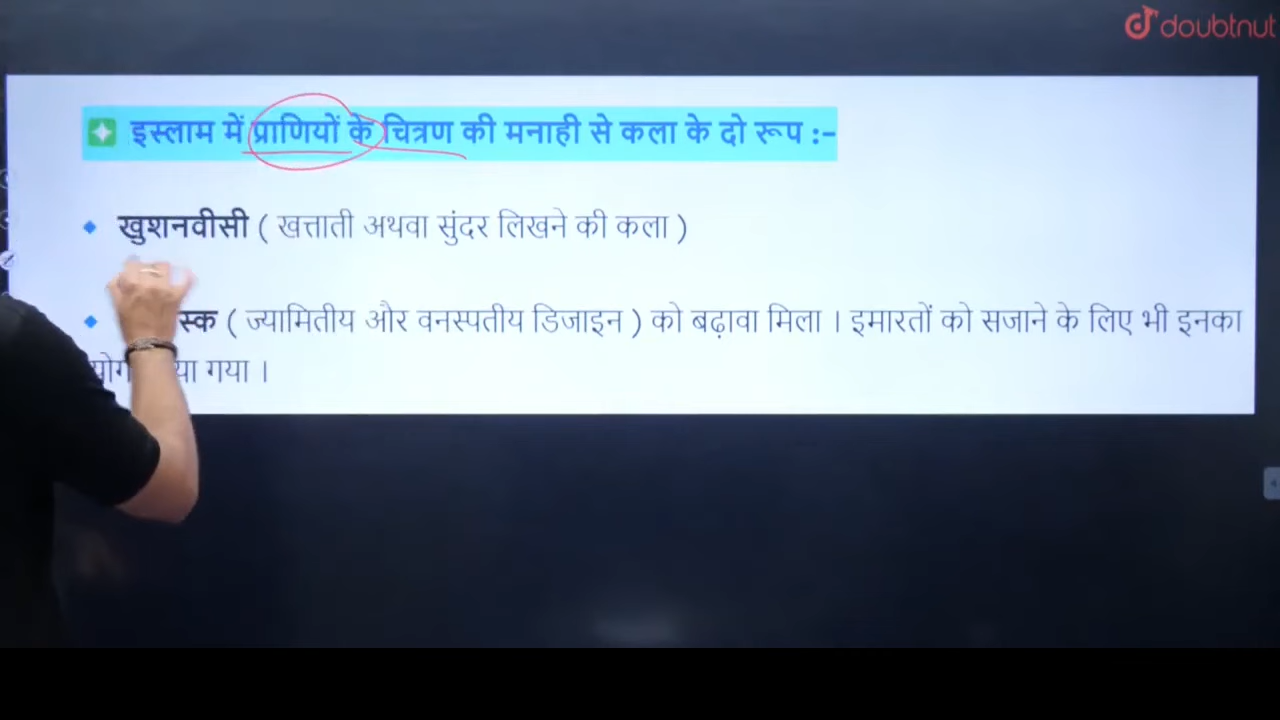 doubtnut
इस्लाम में प्राणियों के चित्रण की मनाही से कला के दो रूप :-
खुशनवीसी ( खत्ताती अथवा सुंदर लिखने की कला )
स्क ( ज्यामितीय और वनस्पतीय डिजाइन ) को बढ़ावा मिला । इमारतों को सजाने के लिए भी इनका
गया ।